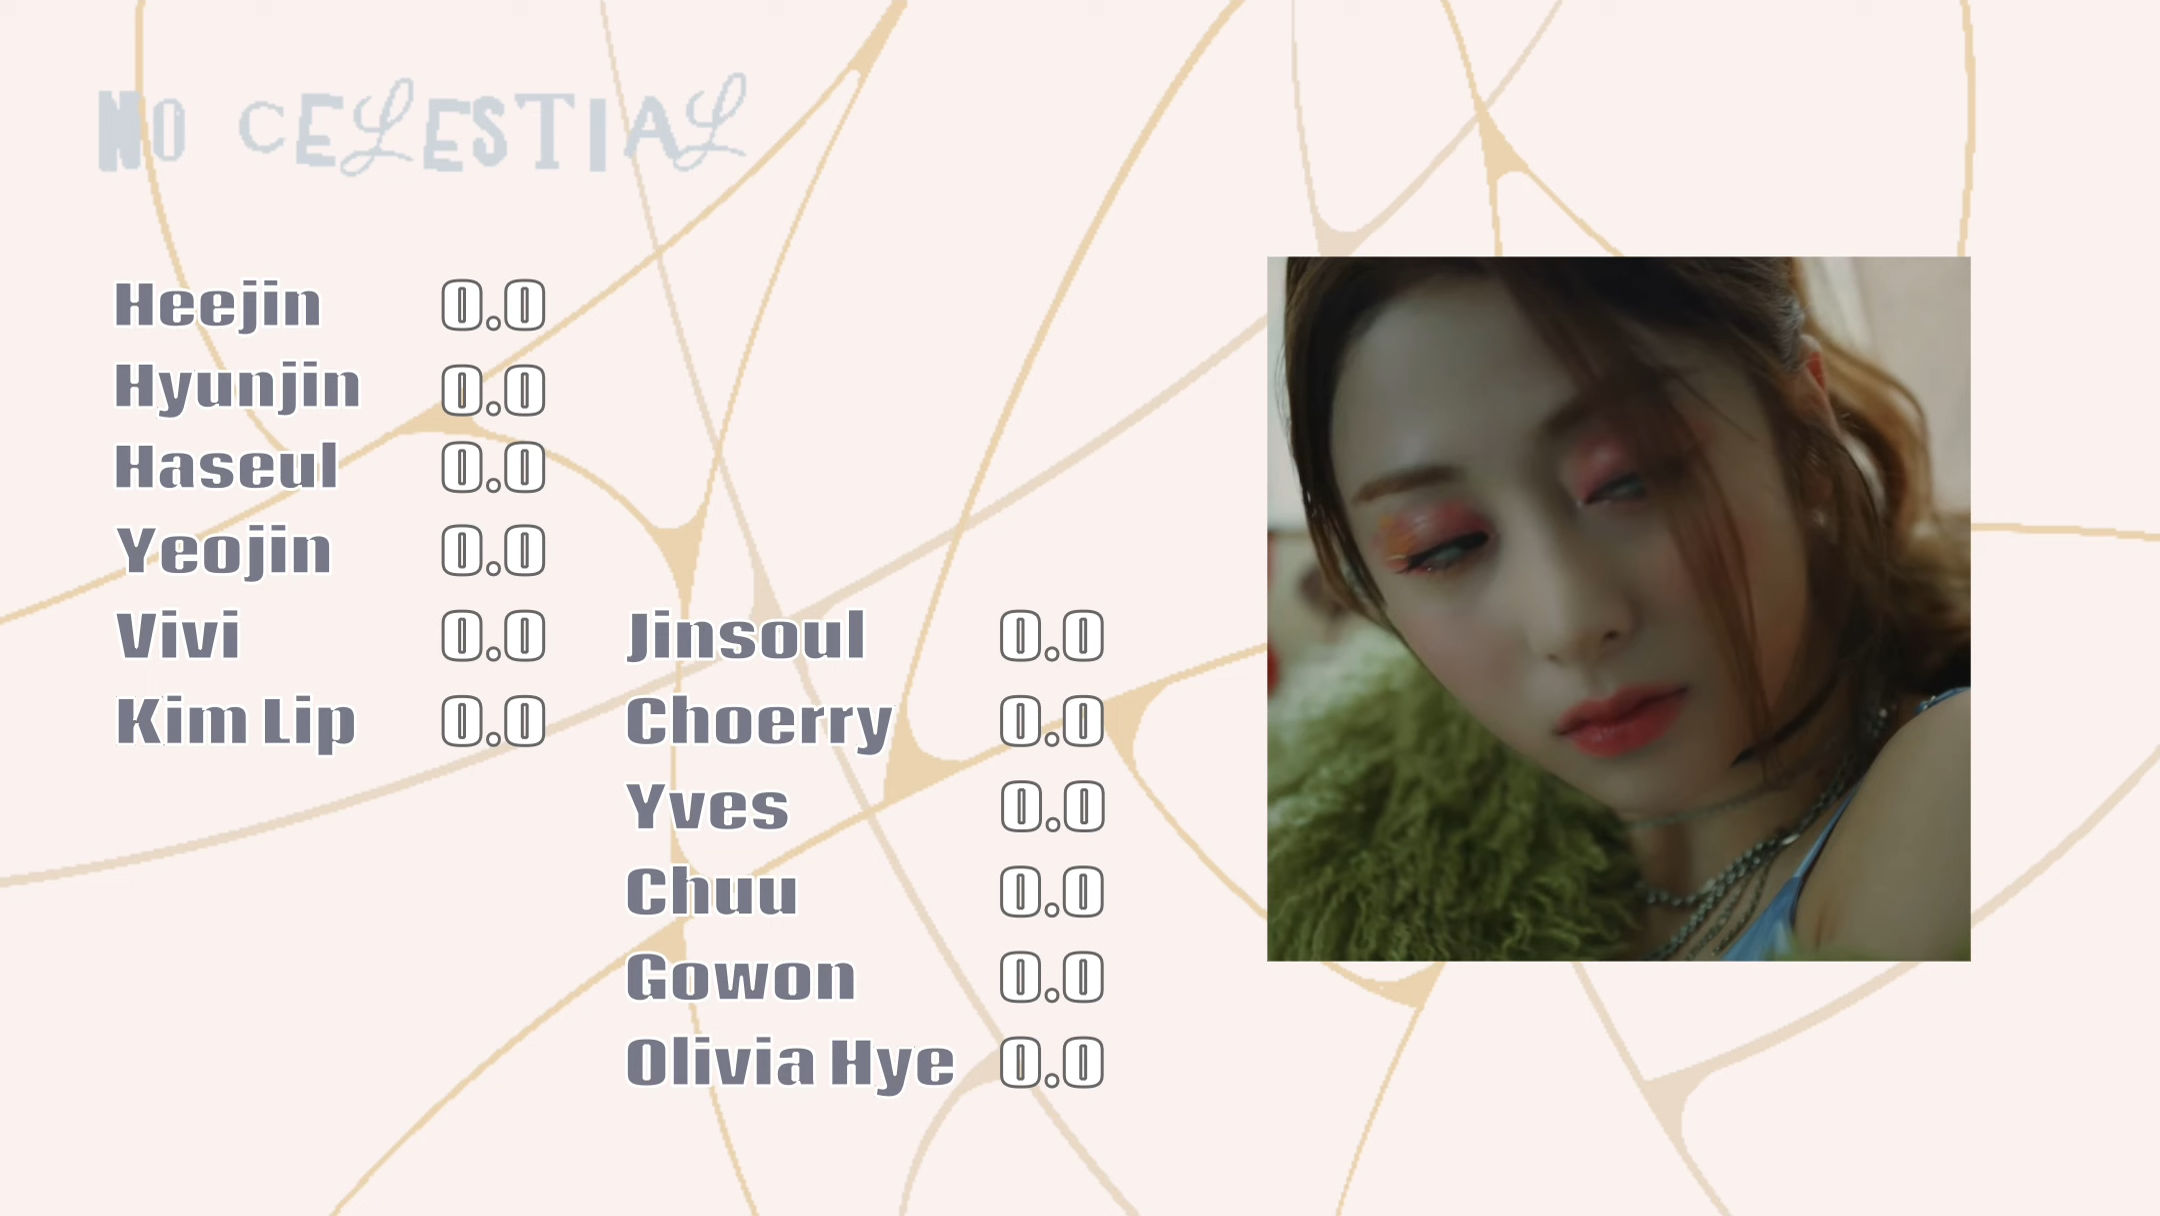 NO CELESTIAL
Heejin 0.0
Hyunjin 0.0
Haseul 0.0
Yeojin 0.0
Vivi 0.0
Kim Lip 0.0
Jinsoul 0.0
Choerry 0.0
Yves 0.0
Chuu 0.0
Gowon 0.0
Olivia Hye 0.0